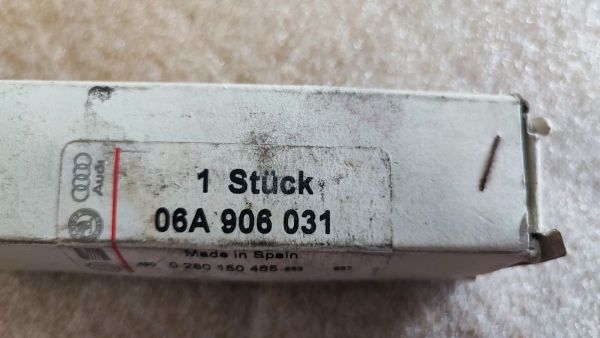 Audi
1 Stück
06A 906 031
Made in Spain
0 280 150 465